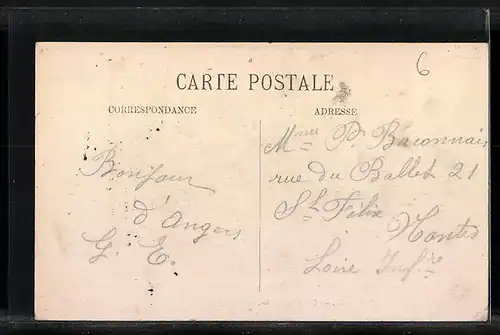 6
CARTE POSTALE
CORRESPONDANCE
ADRESSE
Bonjour
d'Angers
G. E.
Mme P. Baconnais
rue du Ballet 21
St Félix
Nantes
Loire Infre